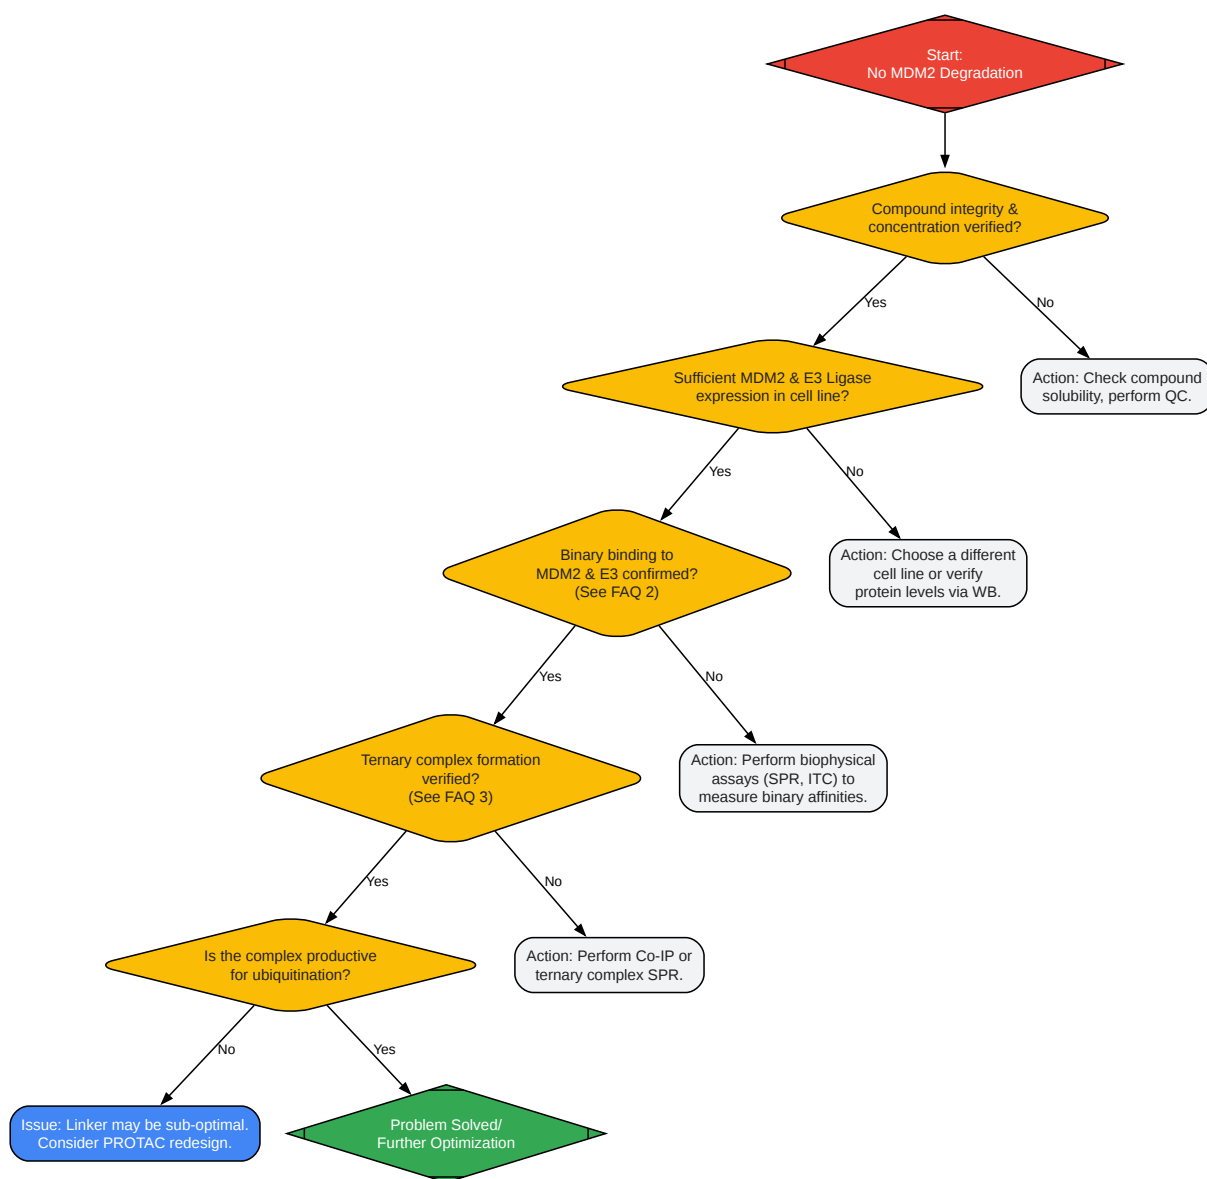 Start:
No MDM2 Degradation
Compound integrity &
concentration verified?
Yes
No
Sufficient MDM2 & E3 Ligase
expression in cell line?
Action: Check compound
solubility, perform QC.
Yes
No
Binary binding to
MDM2 & E3 confirmed?
(See FAQ 2)
Action: Choose a different
cell line or verify
protein levels via WB.
Yes
No
Ternary complex formation
verified?
(See FAQ 3)
Action: Perform biophysical
assays (SPR, ITC) to
measure binary affinities.
Yes
No
Is the complex productive
for ubiquitination?
Action: Perform Co-IP or
ternary complex SPR.
No
Yes
Issue: Linker may be sub-optimal.
Consider PROTAC redesign.
Problem Solved/
Further Optimization